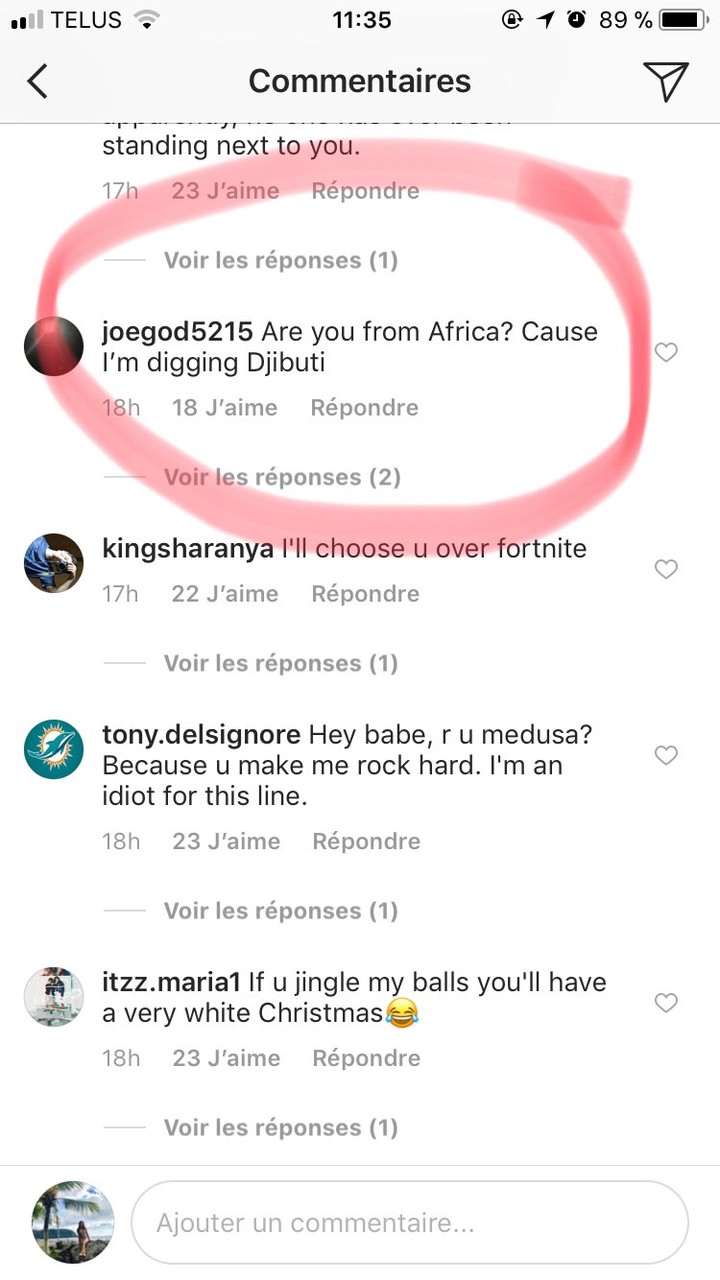 TELUS 11:35 89 %
Commentaires
standing next to you.
17h 23 J’aime Répondre
Voir les réponses (1)
joegod5215 Are you from Africa? Cause
I’m digging Djibuti
18h 18 J’aime Répondre
Voir les réponses (2)
kingsharanya I'll choose u over fortnite
17h 22 J’aime Répondre
Voir les réponses (1)
tony.delsignore Hey babe, r u medusa?
Because u make me rock hard. I'm an
idiot for this line.
18h 23 J’aime Répondre
Voir les réponses (1)
itzz.maria1 If u jingle my balls you'll have
a very white Christmas😂
18h 23 J’aime Répondre
Voir les réponses (1)
Ajouter un commentaire...